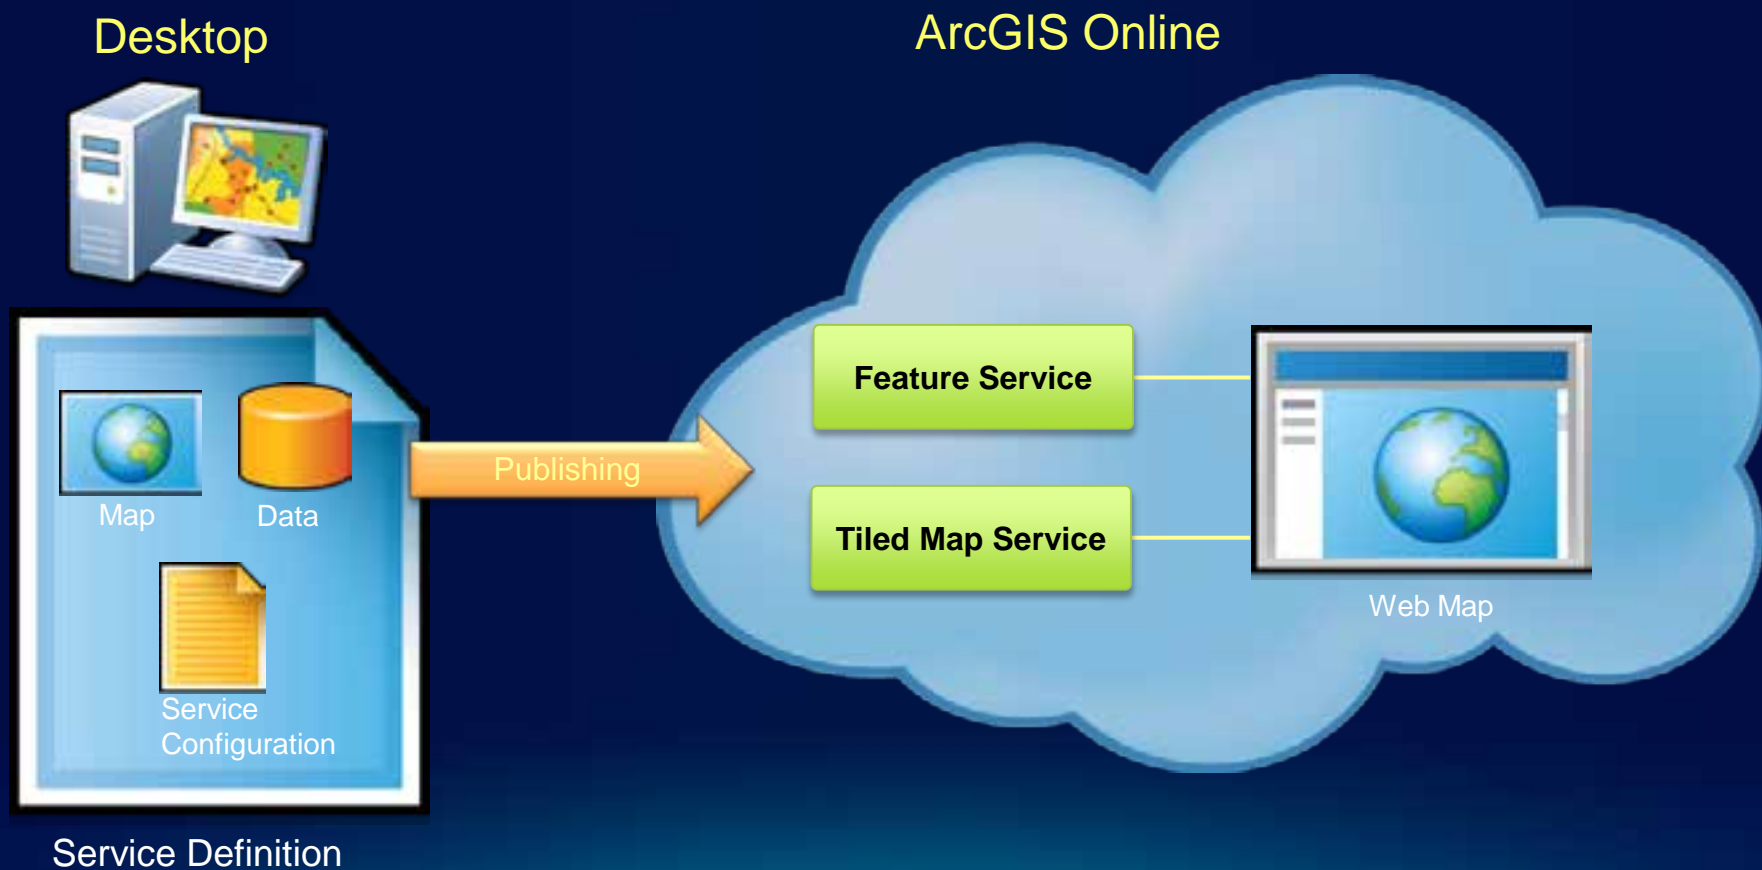 Desktop
ArcGIS Online
Map
Data
Service
Configuration
Service Definition
Publishing
Feature Service
Tiled Map Service
Web Map